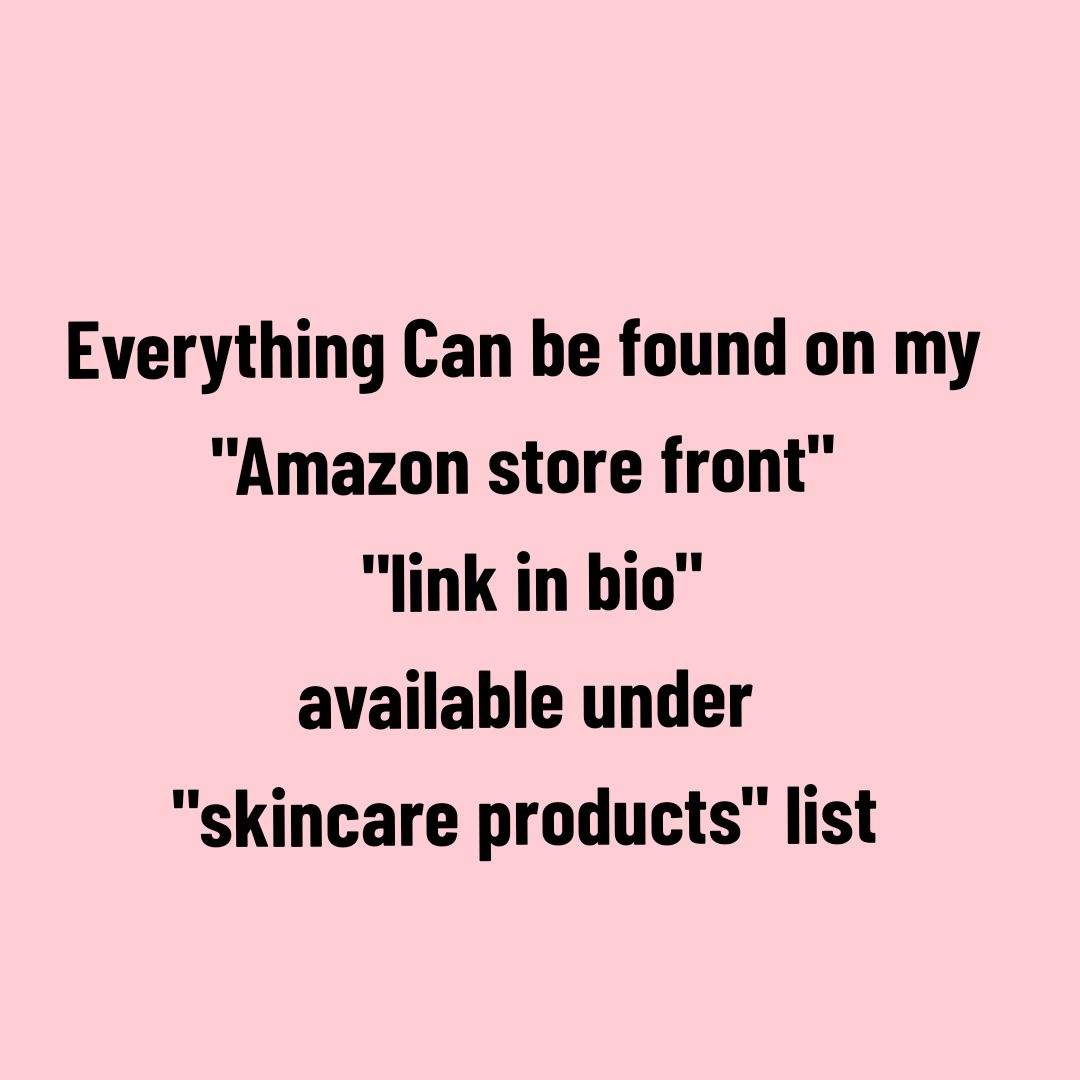 Everything Can be found on my
"Amazon store front"
"link in bio"
available under
"skincare products" list